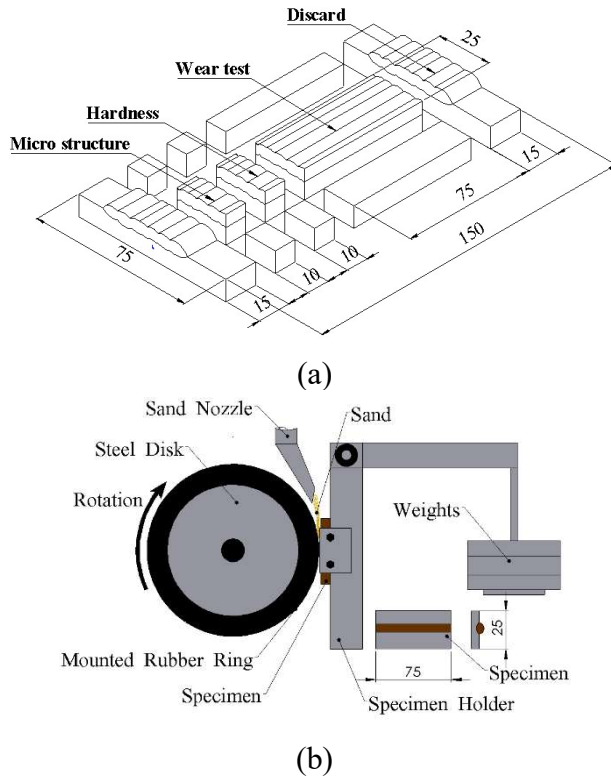 Discard
25
Wear test
Hardness
Micro structure
15
75
150
75
10
10
15
(a)
Sand Nozzle
Sand
Steel Disk
Rotation
Weights
25
Mounted Rubber Ring
75
Specimen
Specimen
Specimen Holder
(b)